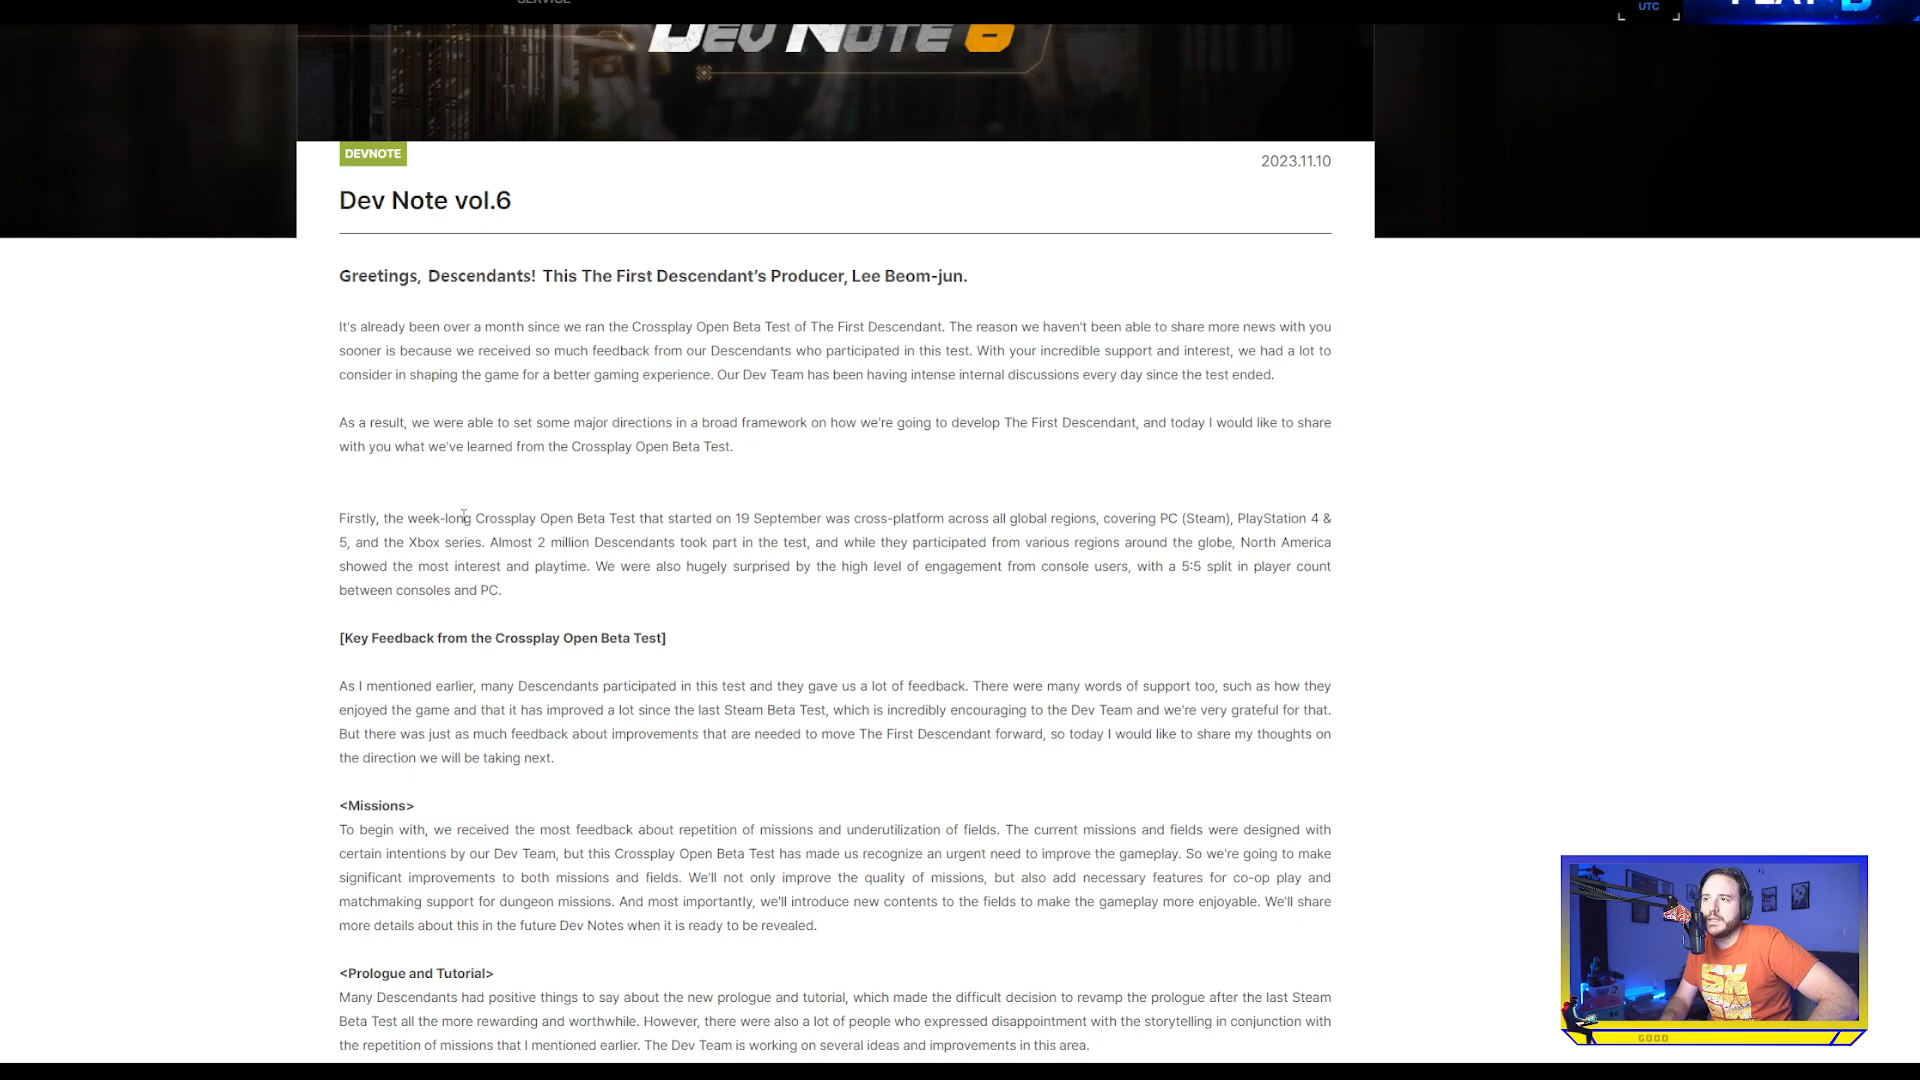 SERVICE
UTC
DEV NOTE 6
DEVNOTE
2023.11.10
Dev Note vol.6
Greetings, Descendants! This The First Descendant's Producer, Lee Beom-jun.
It's already been over a month since we ran the Crossplay Open Beta Test of The First Descendant. The reason we haven't been able to share more news with you
sooner is because we received so much feedback from our Descendants who participated in this test. With your incredible support and interest, we had a lot to
consider in shaping the game for a better gaming experience. Our Dev Team has been having intense internal discussions every day since the test ended.
As a result, we were able to set some major directions in a broad framework on how we're going to develop The First Descendant, and today I would like to share
with you what we've learned from the Crossplay Open Beta Test.
Firstly, the week-long Crossplay Open Beta Test that started on 19 September was cross-platform across all global regions, covering PC (Steam), PlayStation 4 &
5, and the Xbox series. Almost 2 million Descendants took part in the test, and while they participated from various regions around the globe, North America
showed the most interest and playtime. We were also hugely surprised by the high level of engagement from console users, with a 5:5 split in player count
between consoles and PC.
[Key Feedback from the Crossplay Open Beta Test]
As I mentioned earlier, many Descendants participated in this test and they gave us a lot of feedback. There were many words of support too, such as how they
enjoyed the game and that it has improved a lot since the last Steam Beta Test, which is incredibly encouraging to the Dev Team and we're very grateful for that.
But there was just as much feedback about improvements that are needed to move The First Descendant forward, so today I would like to share my thoughts on
the direction we will be taking next.
<Missions>
To begin with, we received the most feedback about repetition of missions and underutilization of fields. The current missions and fields were designed with
certain intentions by our Dev Team, but this Crossplay Open Beta Test has made us recognize an urgent need to improve the gameplay. So we're going to make
significant improvements to both missions and fields. We'll not only improve the quality of missions, but also add necessary features for co-op play and
matchmaking support for dungeon missions. And most importantly, we'll introduce new contents to the fields to make the gameplay more enjoyable. We'll share
more details about this in the future Dev Notes when it is ready to be revealed.
<Prologue and Tutorial>
Many Descendants had positive things to say about the new prologue and tutorial, which made the difficult decision to revamp the prologue after the last Steam
Beta Test all the more rewarding and worthwhile. However, there were also a lot of people who expressed disappointment with the storytelling in conjunction with
the repetition of missions that I mentioned earlier. The Dev Team is working on several ideas and improvements in this area.
GOOD